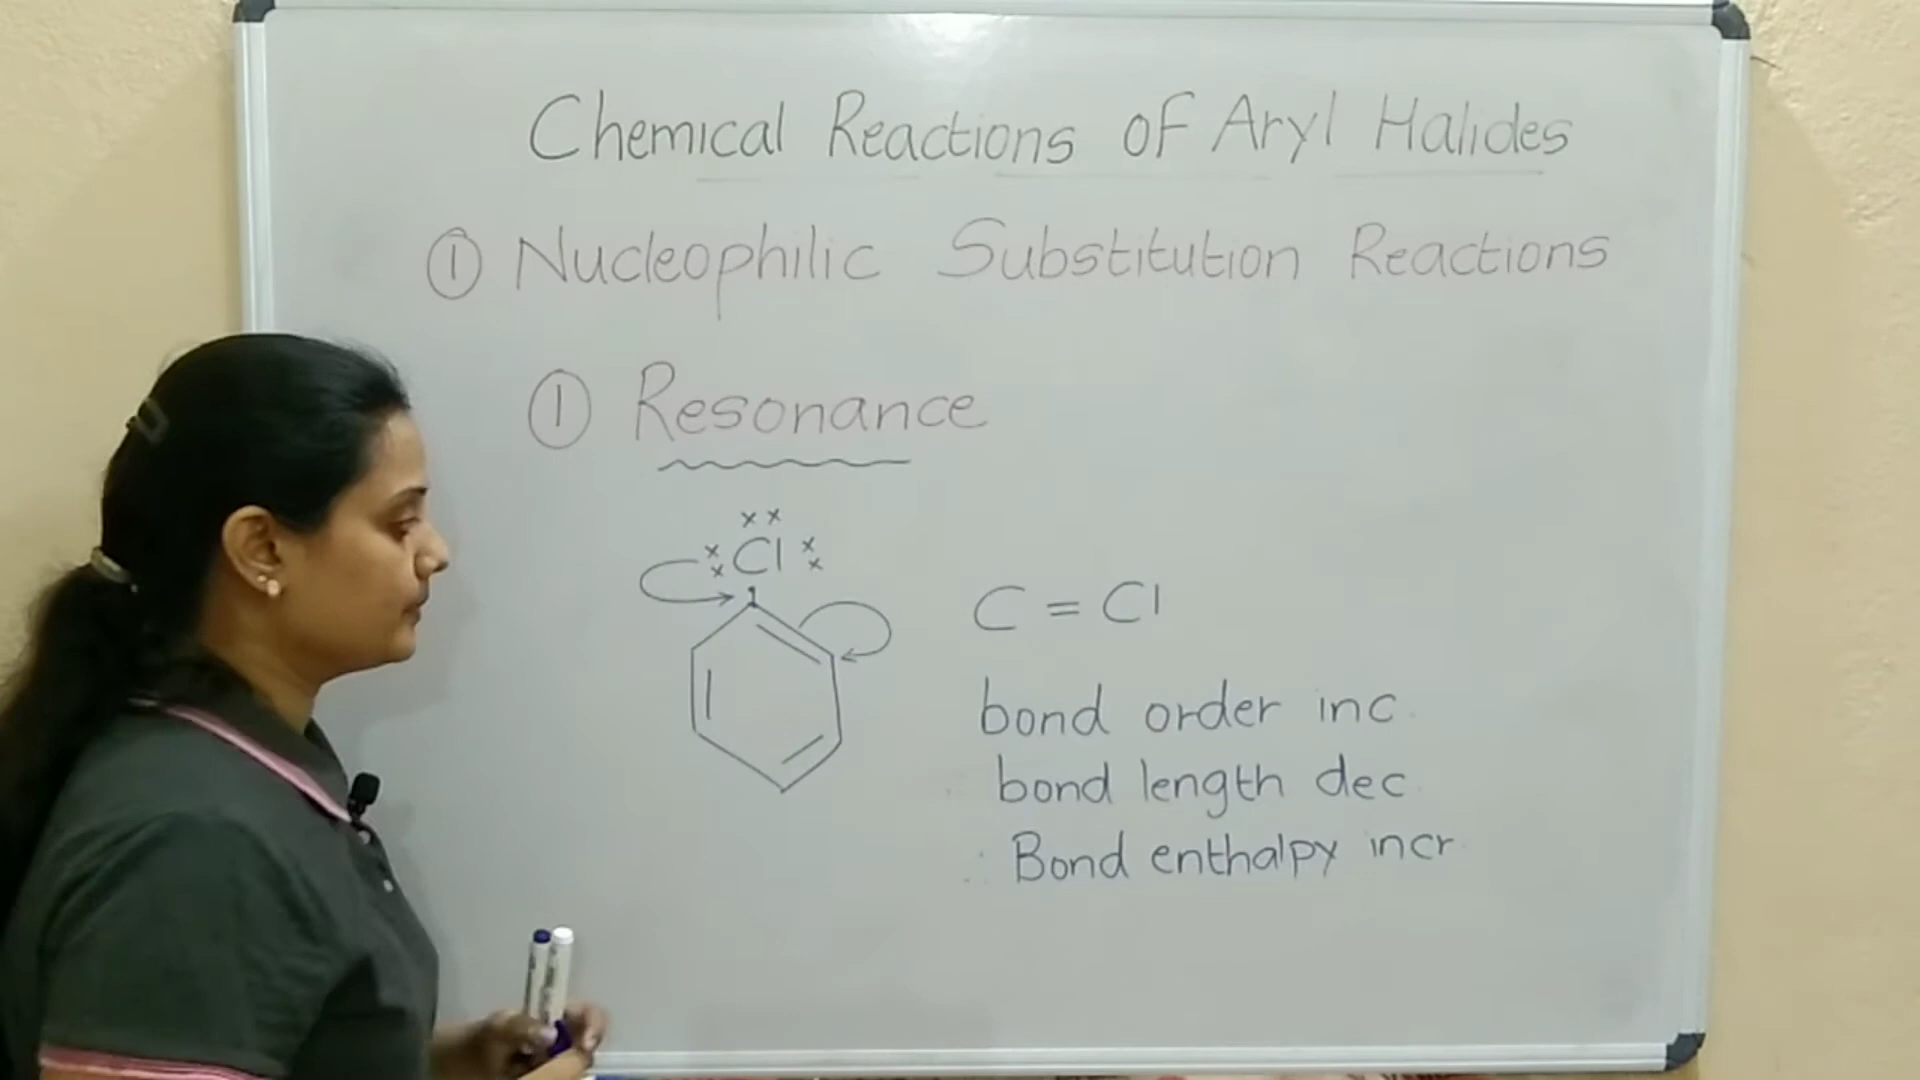 Chemical Reactions of Aryl Halides
① Nucleophilic Substitution Reactions
① Resonance
Cl
C = Cl
bond order inc
bond length dec
∴ Bond enthalpy incr